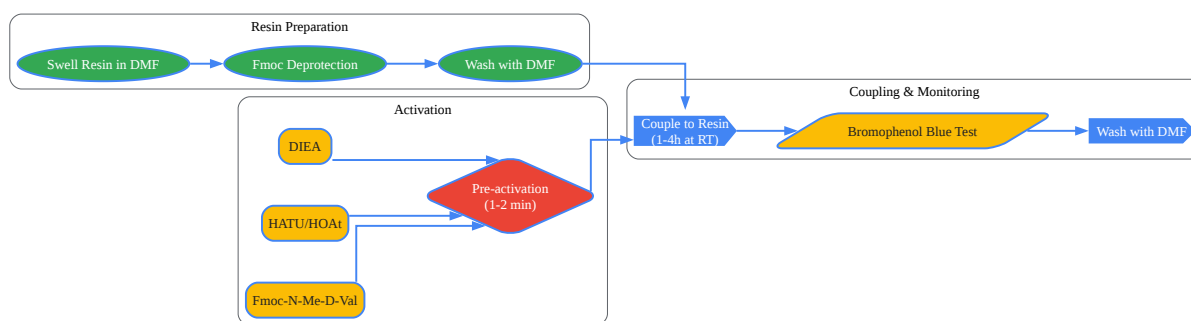 Resin Preparation
Swell Resin in DMF
Fmoc Deprotection
Wash with DMF
Activation
DIEA
HATU/HOAt
Fmoc-N-Me-D-Val
Pre-activation
(1-2 min)
Coupling & Monitoring
Couple to Resin
(1-4h at RT)
Bromophenol Blue Test
Wash with DMF